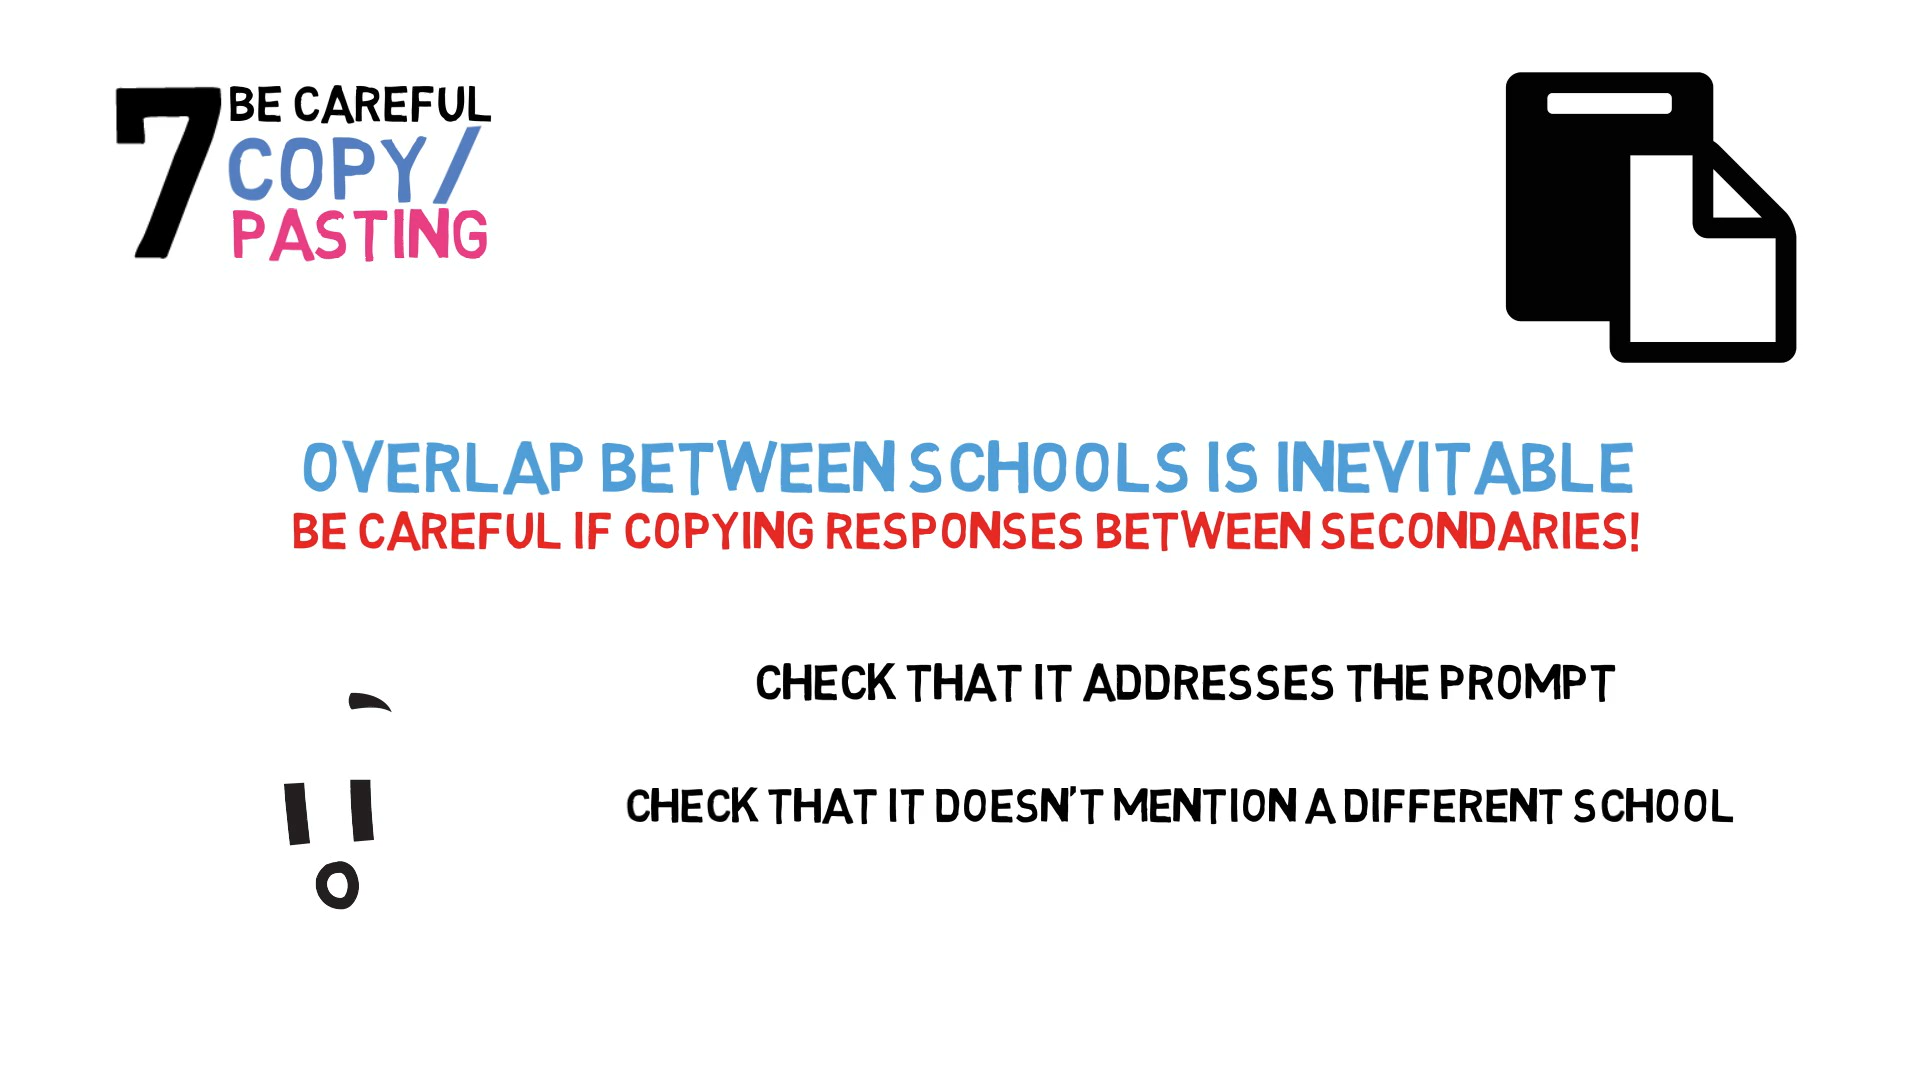 7 BE CAREFUL
COPY/
PASTING
OVERLAP BETWEEN SCHOOLS IS INEVITABLE
BE CAREFUL IF COPYING RESPONSES BETWEEN SECONDARIES!
CHECK THAT IT ADDRESSES THE PROMPT
CHECK THAT IT DOESN'T MENTION A DIFFERENT SCHOOL